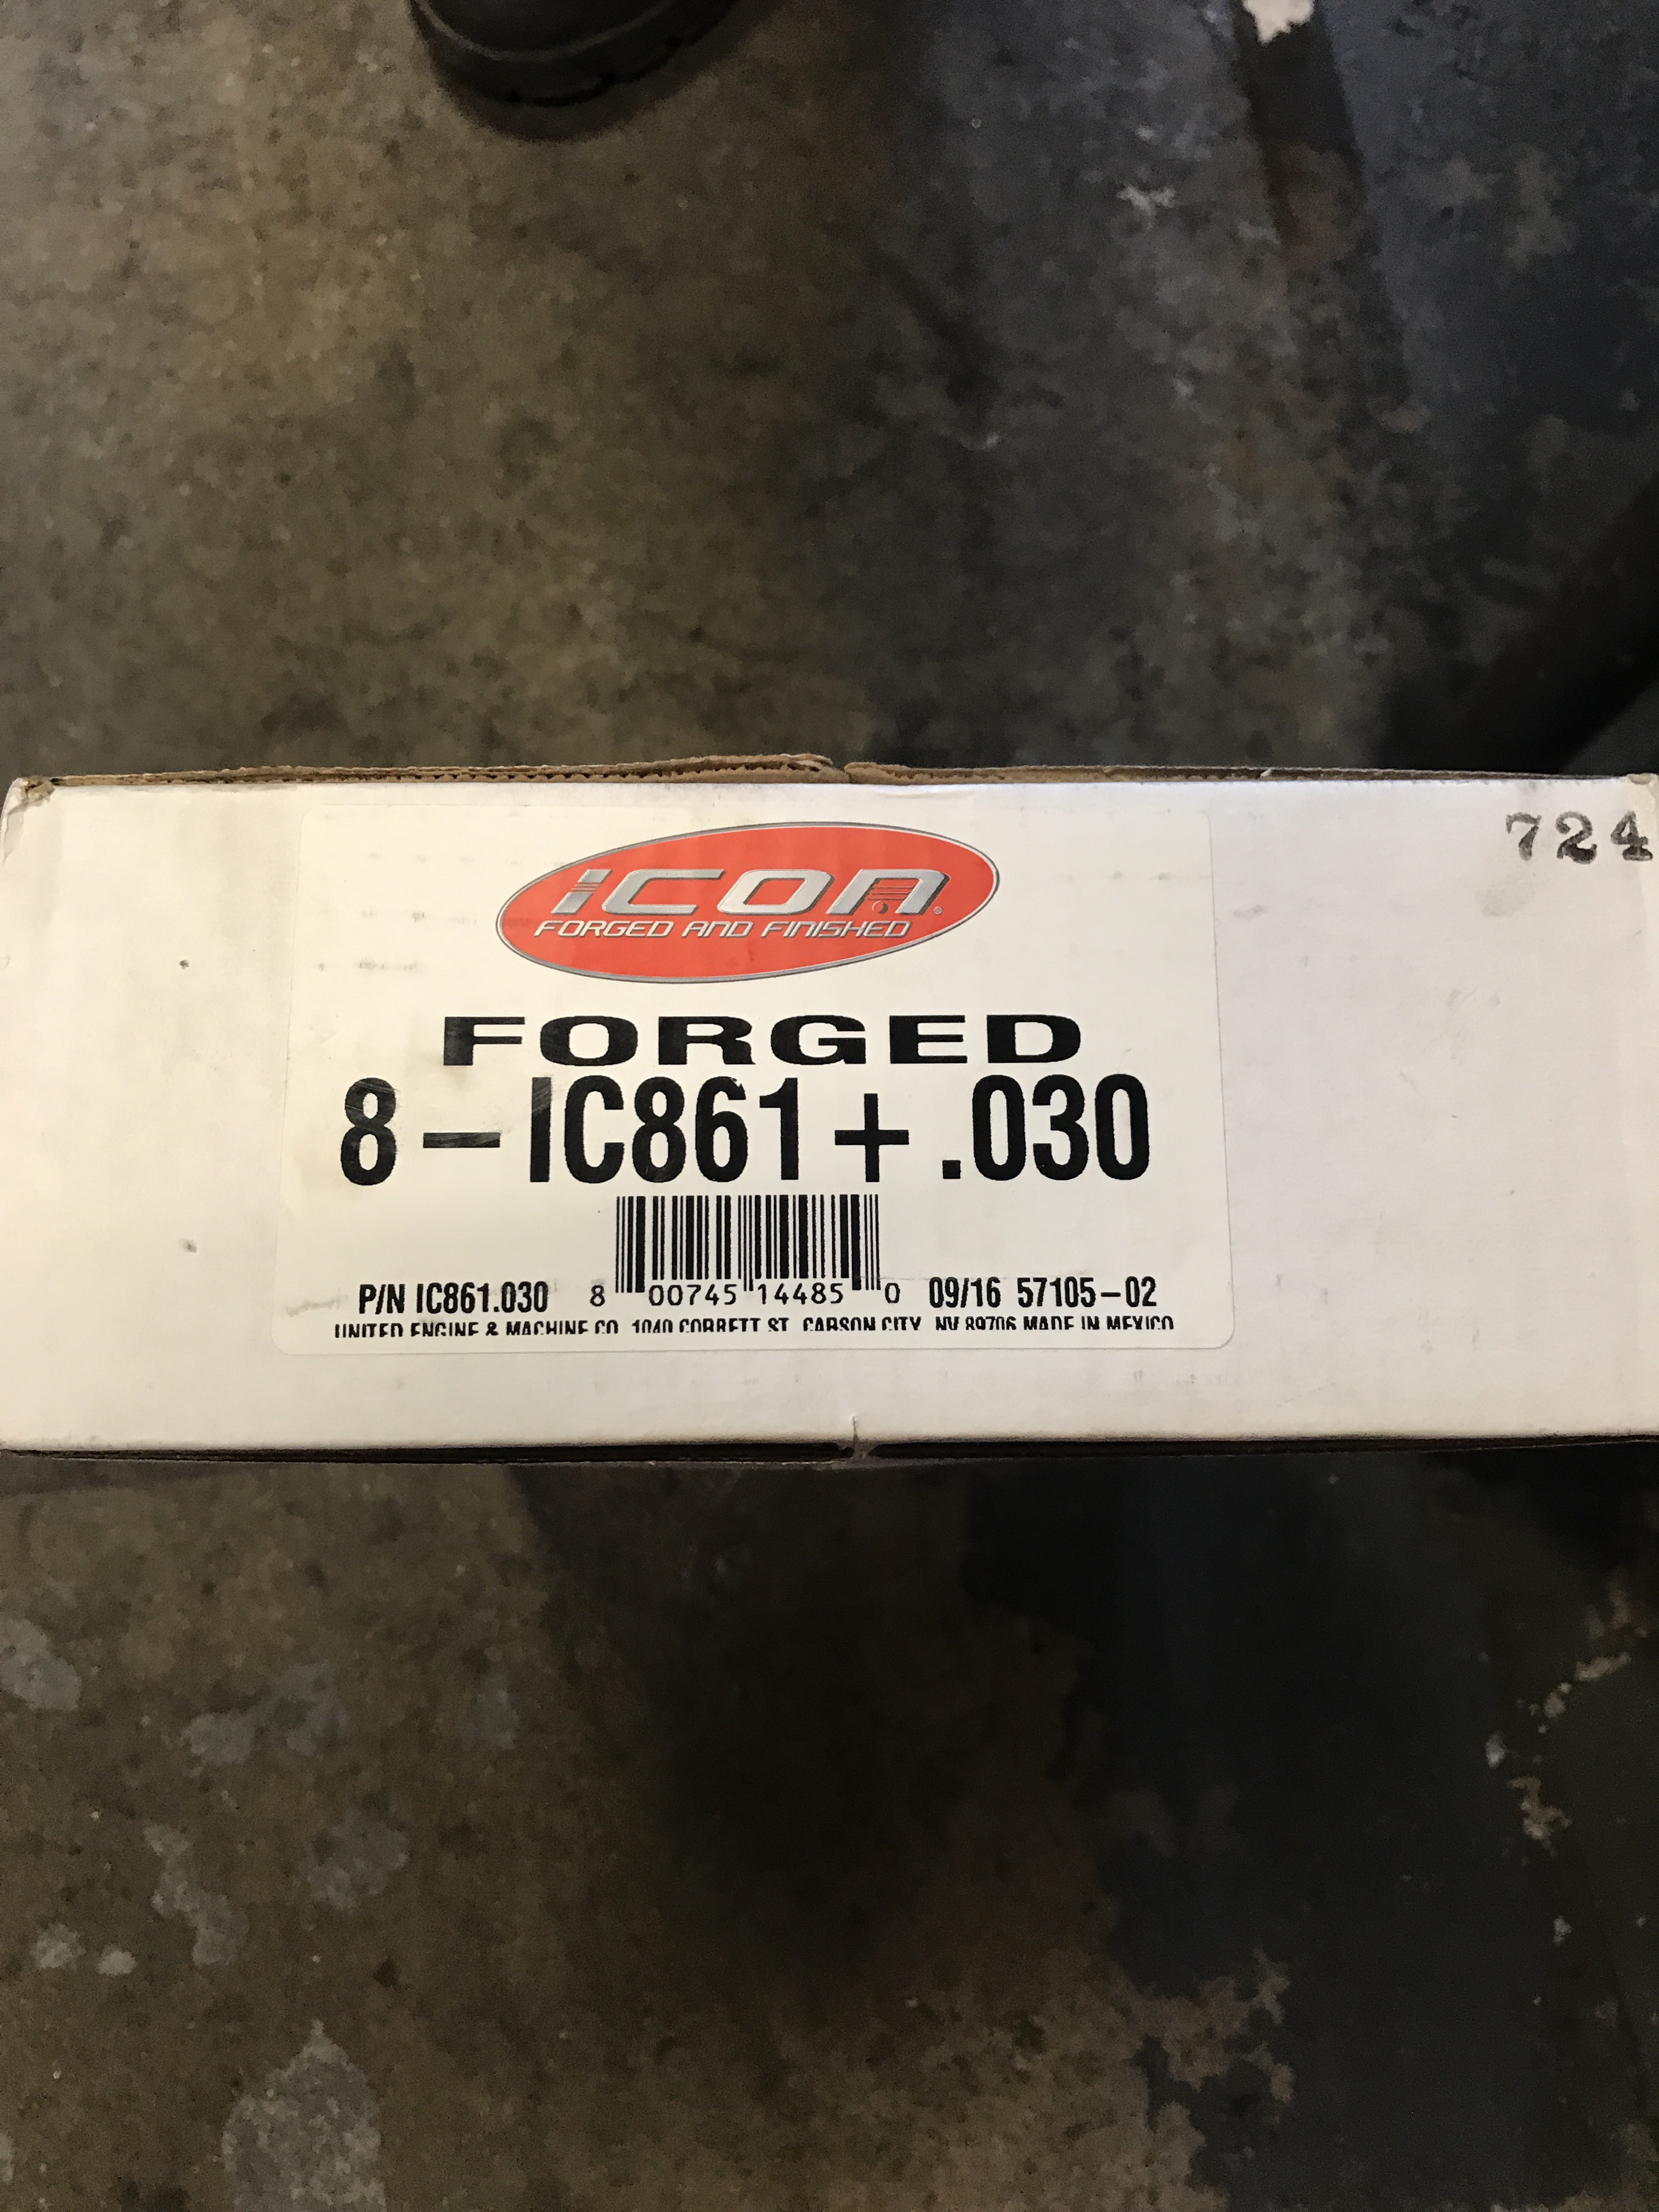 724
icon
FORGED AND FINISHED
FORGED
8-IC861+.030
P/N IC861.030 8 00745 14485 0 09/16 57105-02
UNITED ENGINE & MACHINE CO. 1040 CORBETT ST. CARSON CITY, NV 89706 MADE IN MEXICO